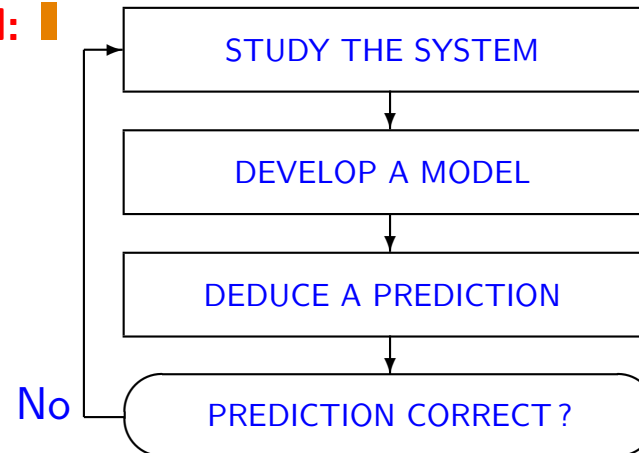 STUDY THE SYSTEM
DEVELOP A MODEL
DEDUCE A PREDICTION
No
PREDICTION CORRECT ?